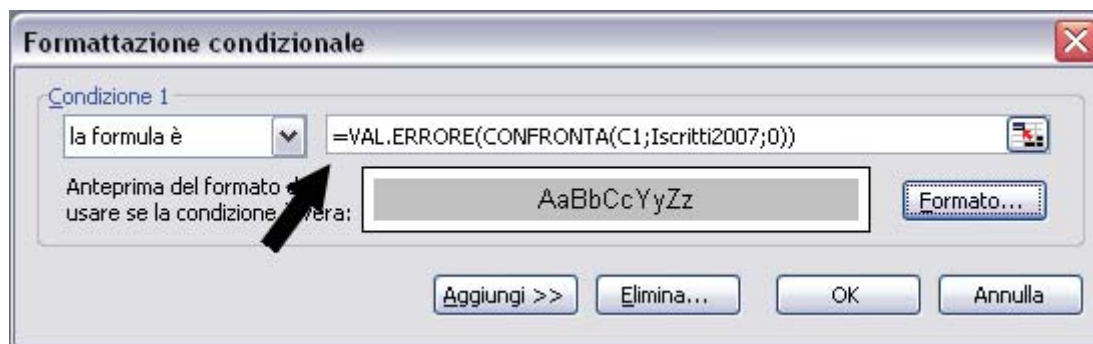 Formattazione condizionale
Condizione 1
la formula è
=VAL.ERRORE(CONFRONTA(C1;Iscritti2007;0))
Anteprima del formato
usare se la condizione vera:
AaBbCcYyZz
Formato...
Aggiungi >>
Elimina...
OK
Annulla